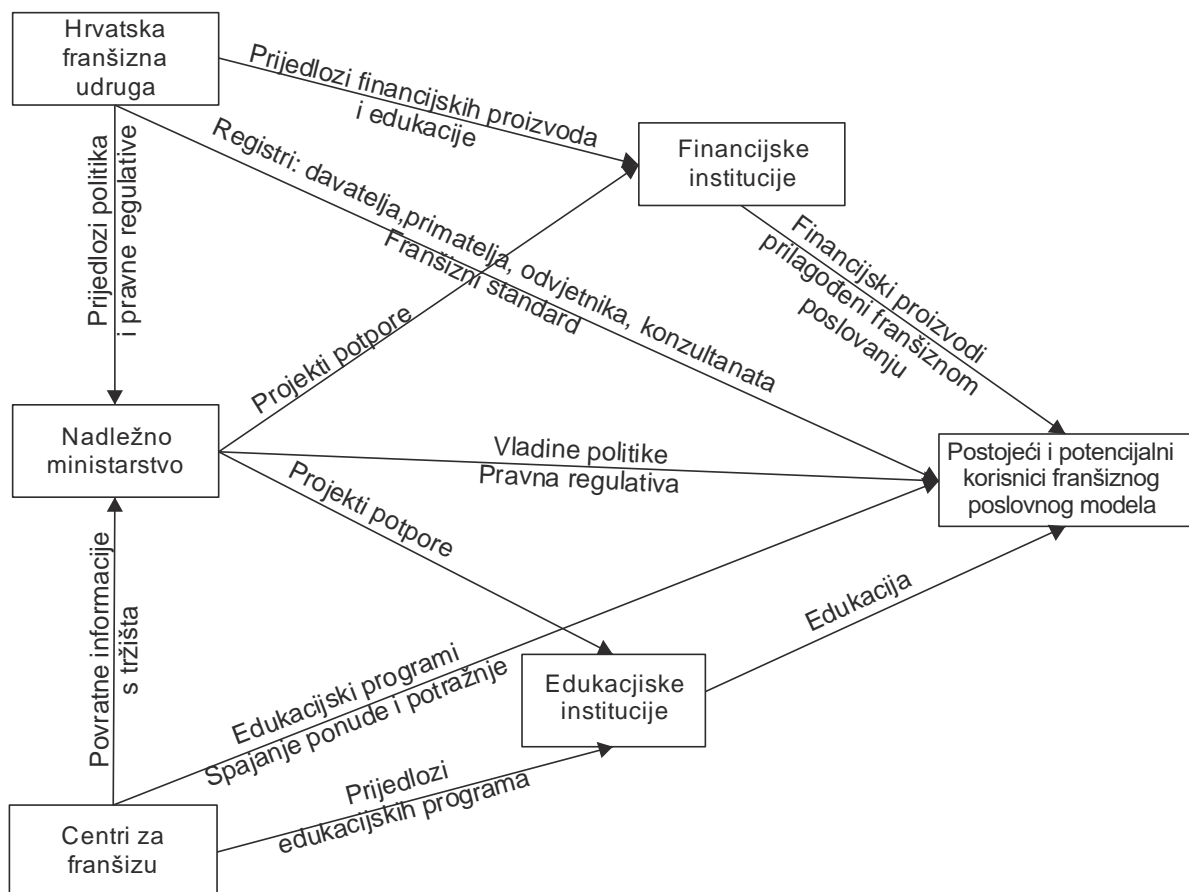 Hrvatska
franšizna
udruga
Prijedlozi financijskih proizvoda
i edukacije
Financijske
institucije
Prijedlozi politika
i pravne regulative
Registri: davatelja,primatelja, odvjetnika, konzultanata
Franšizni standard
Financijski proizvodi
prilagođeni franšiznom
poslovanju
Projekti potpore
Nadležno
ministarstvo
Vladine politike
Pravna regulativa
Postojeći i potencijalni
korisnici franšiznog
poslovnog modela
Projekti potpore
Povratne informacije
s tržišta
Edukacijski programi
Spajanje ponude i potražnje
Edukacjiske
institucije
Edukacija
Prijedlozi
edukacijskih programa
Centri za
franšizu